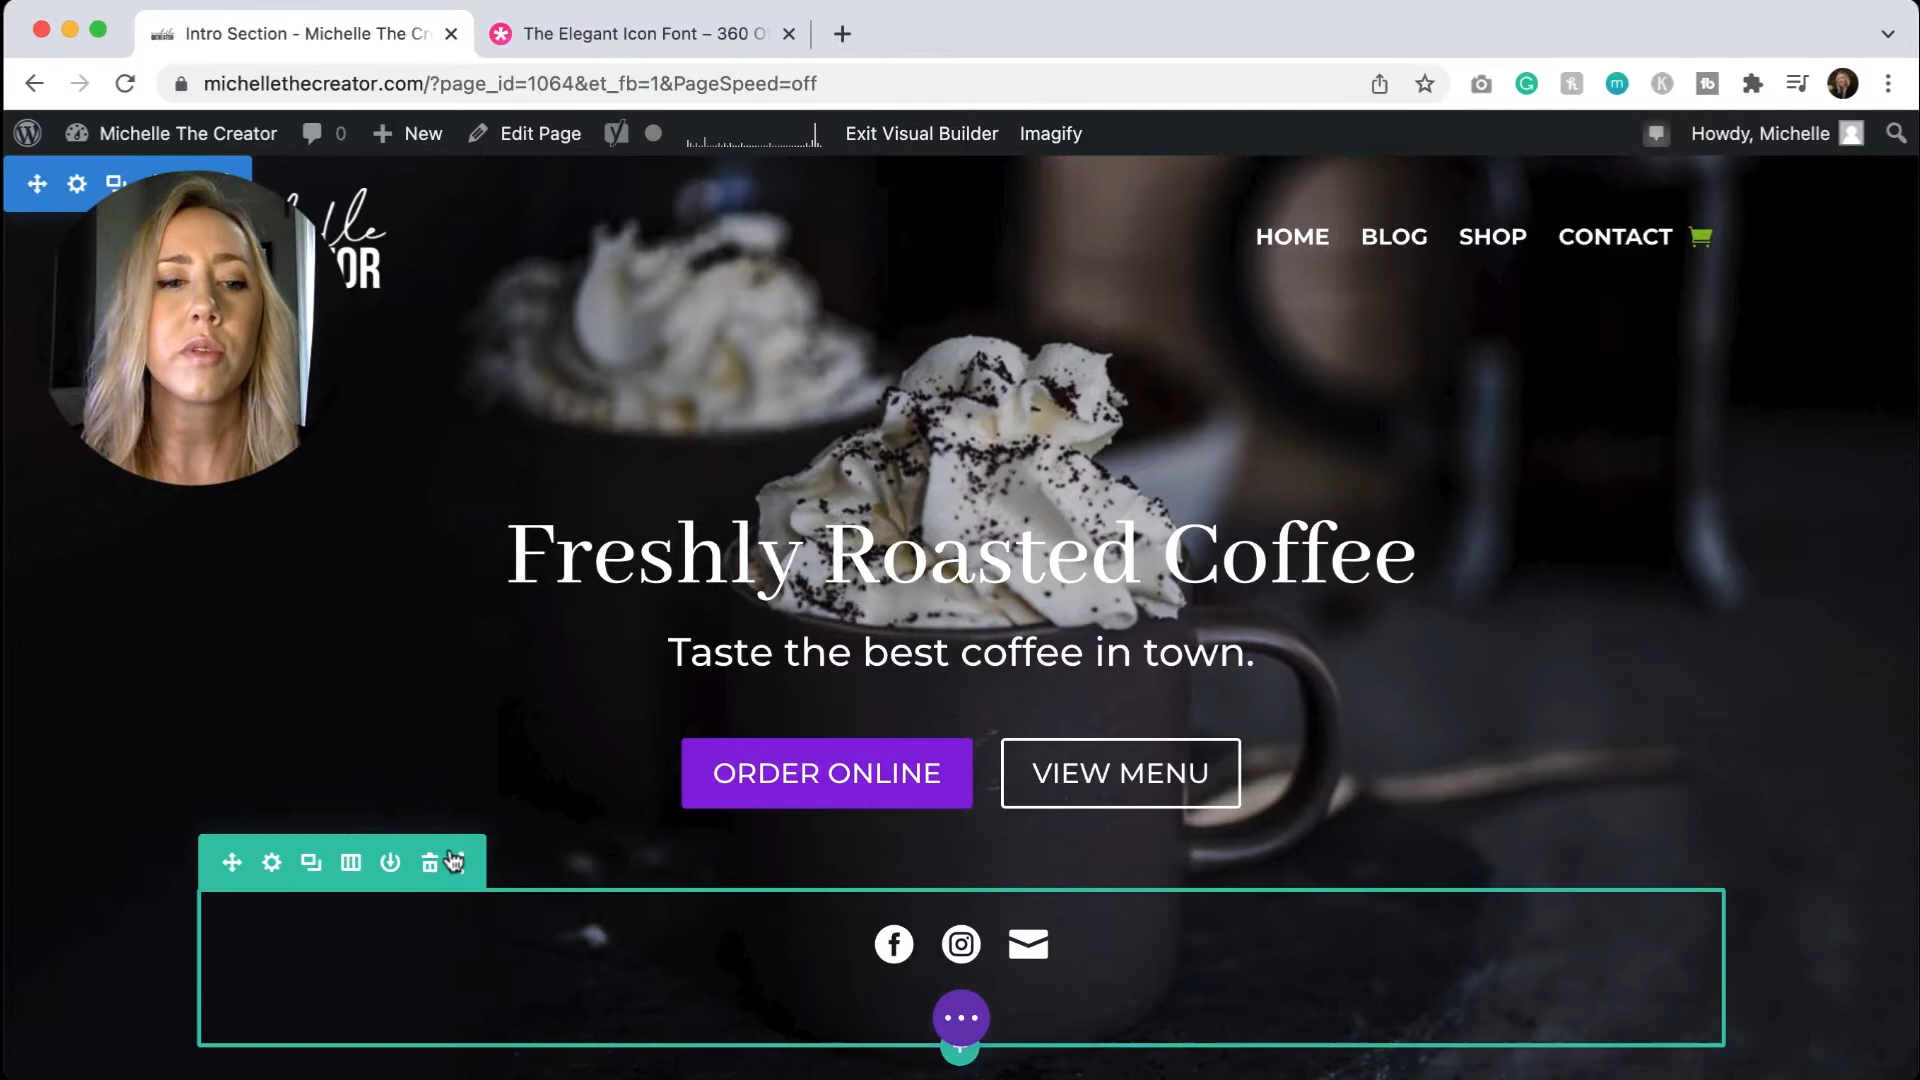 Intro Section - Michelle The Cr
The Elegant Icon Font – 360 O
michellethecreator.com/?page_id=1064&et_fb=1&PageSpeed=off
Michelle The Creator 0 New Edit Page Exit Visual Builder Imagify Howdy, Michelle
HOME BLOG SHOP CONTACT
Freshly Roasted Coffee
Taste the best coffee in town.
ORDER ONLINE VIEW MENU